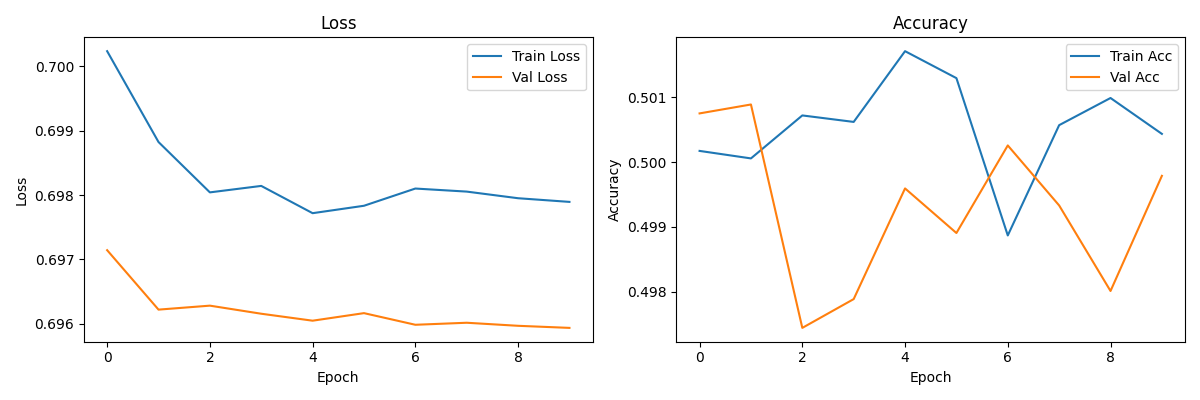 Loss
Train Loss
Val Loss
0.700
0.699
0.698
0.697
0.696
Loss
0
2
4
6
8
Epoch
Accuracy
Train Acc
Val Acc
0.501
0.500
0.499
0.498
Accuracy
0
2
4
6
8
Epoch